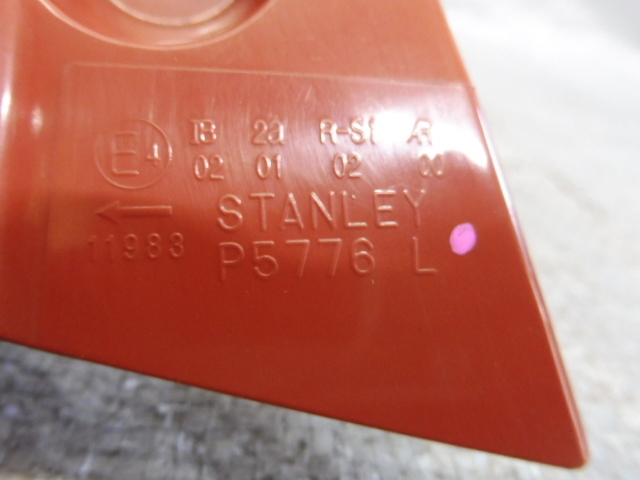 E4 IB 2a R-S1 AR
02 01 02 00
← STANLEY
11983 P5776 L